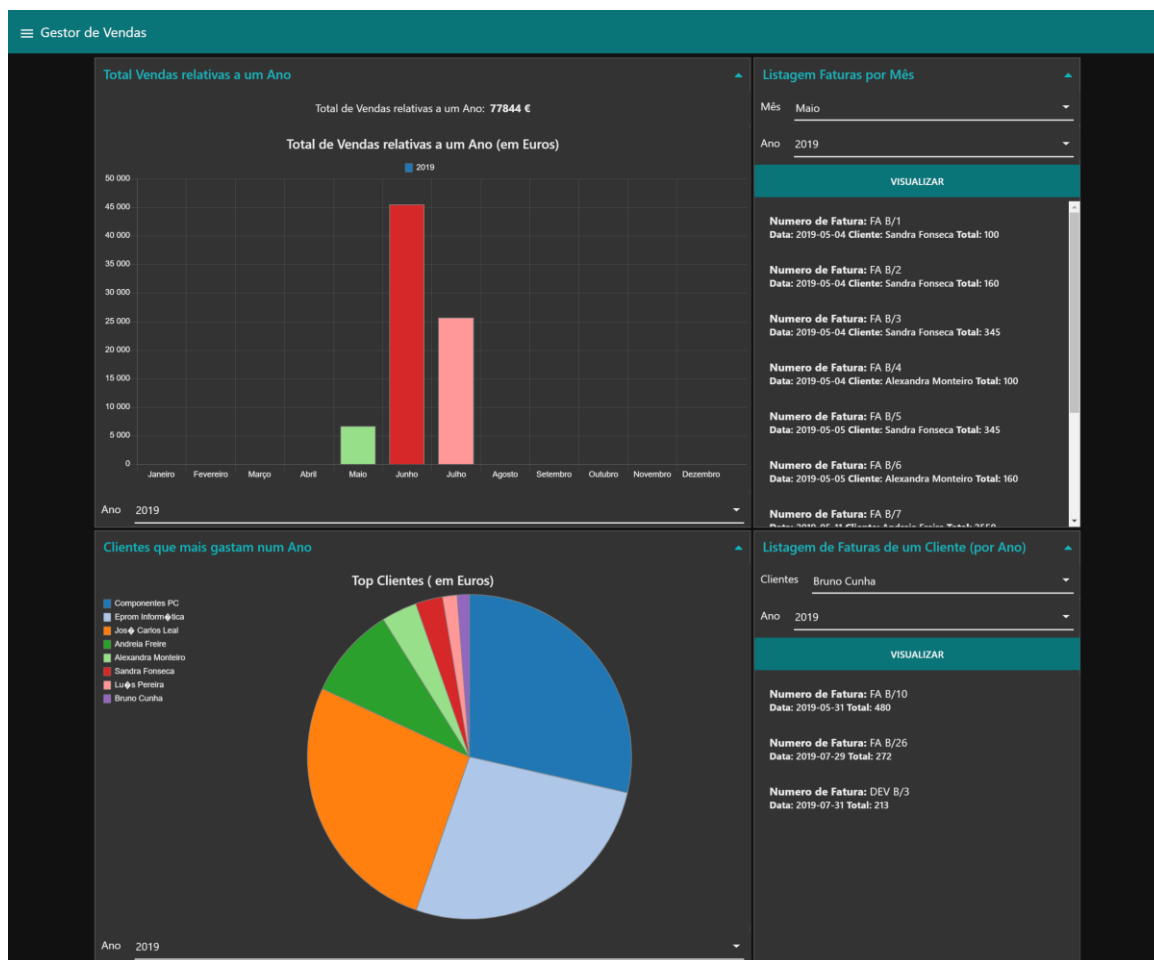 Gestor de Vendas
Total Vendas relativas a um Ano
Total de Vendas relativas a um Ano: 77844 €
Total de Vendas relativas a um Ano (em Euros)
2019
50 000
45 000
40 000
35 000
30 000
25 000
20 000
15 000
10 000
5 000
0
Janeiro Fevereiro Março Abril Maio Junho Julho Agosto Setembro Outubro Novembro Dezembro
Ano 2019
Listagem Faturas por Mês
Mês Maio
Ano 2019
VISUALIZAR
Numero de Fatura: FA B/1
Data: 2019-05-04 Cliente: Sandra Fonseca Total: 100
Numero de Fatura: FA B/2
Data: 2019-05-04 Cliente: Sandra Fonseca Total: 160
Numero de Fatura: FA B/3
Data: 2019-05-04 Cliente: Sandra Fonseca Total: 345
Numero de Fatura: FA B/4
Data: 2019-05-04 Cliente: Alexandra Monteiro Total: 100
Numero de Fatura: FA B/5
Data: 2019-05-05 Cliente: Sandra Fonseca Total: 345
Numero de Fatura: FA B/6
Data: 2019-05-05 Cliente: Alexandra Monteiro Total: 160
Numero de Fatura: FA B/7
Data: 2019-05-11 Cliente: Andreia Freire Total:
Clientes que mais gastam num Ano
Top Clientes ( em Euros)
Componentes PC
Eprom Inform�tica
Jos� Carlos Leal
Andreia Freire
Alexandra Monteiro
Sandra Fonseca
Lu�s Pereira
Bruno Cunha
Ano 2019
Listagem de Faturas de um Cliente (por Ano)
Clientes Bruno Cunha
Ano 2019
VISUALIZAR
Numero de Fatura: FA B/10
Data: 2019-05-31 Total: 480
Numero de Fatura: FA B/26
Data: 2019-07-29 Total: 272
Numero de Fatura: DEV B/3
Data: 2019-07-31 Total: 213